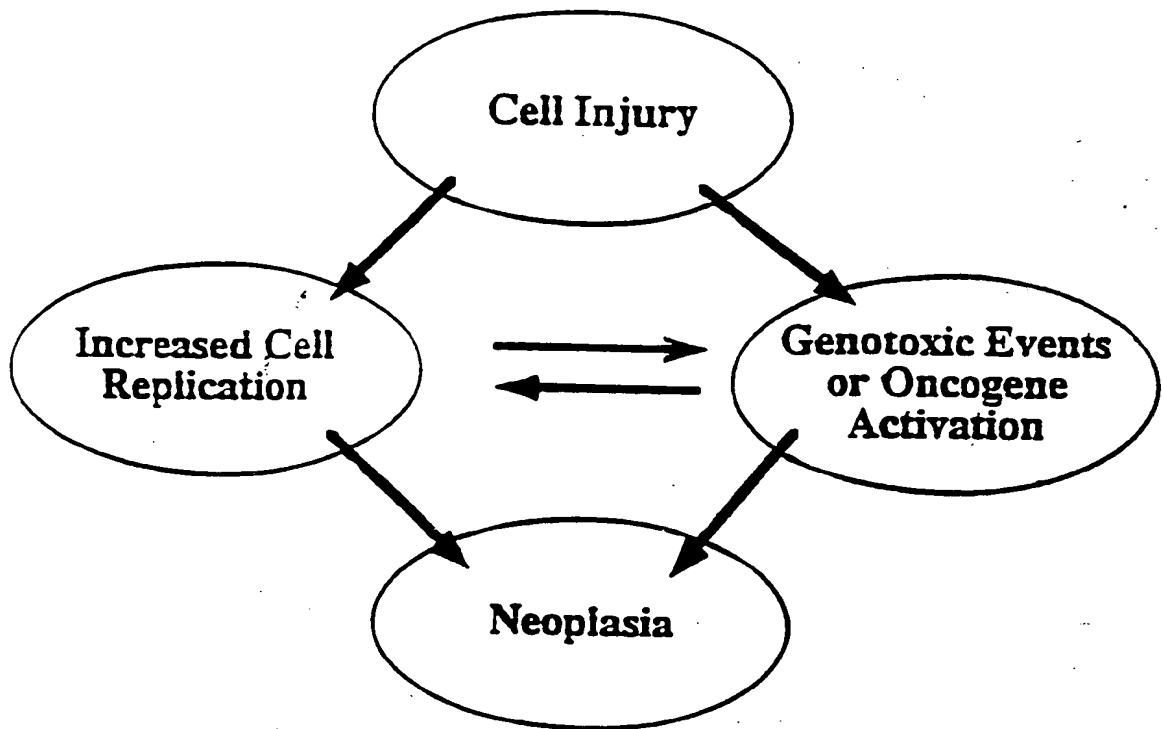 Cell Injury
Increased Cell
Replication
Genotoxic Events
or Oncogene
Activation
Neoplasia